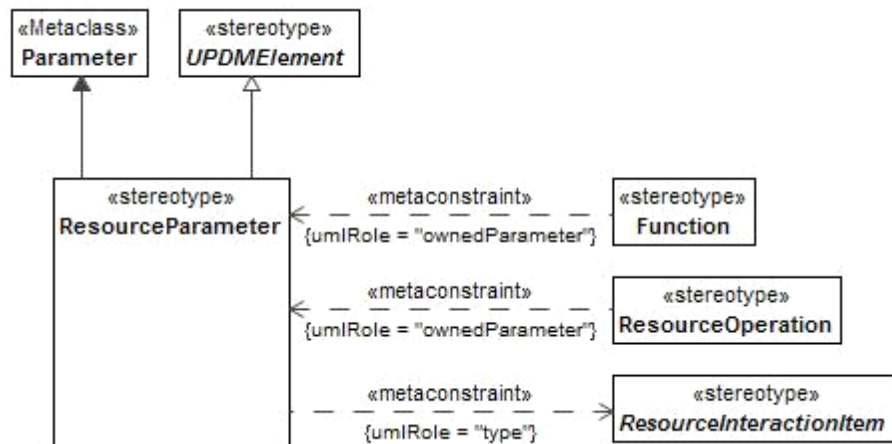 «Metaclass»
Parameter
«stereotype»
UPDMElement
«stereotype»
ResourceParameter
«metaconstraint»
{umlRole = "ownedParameter"}
«stereotype»
Function
«metaconstraint»
{umlRole = "ownedParameter"}
«stereotype»
ResourceOperation
«metaconstraint»
{umlRole = "type"}
«stereotype»
ResourceInteractionItem